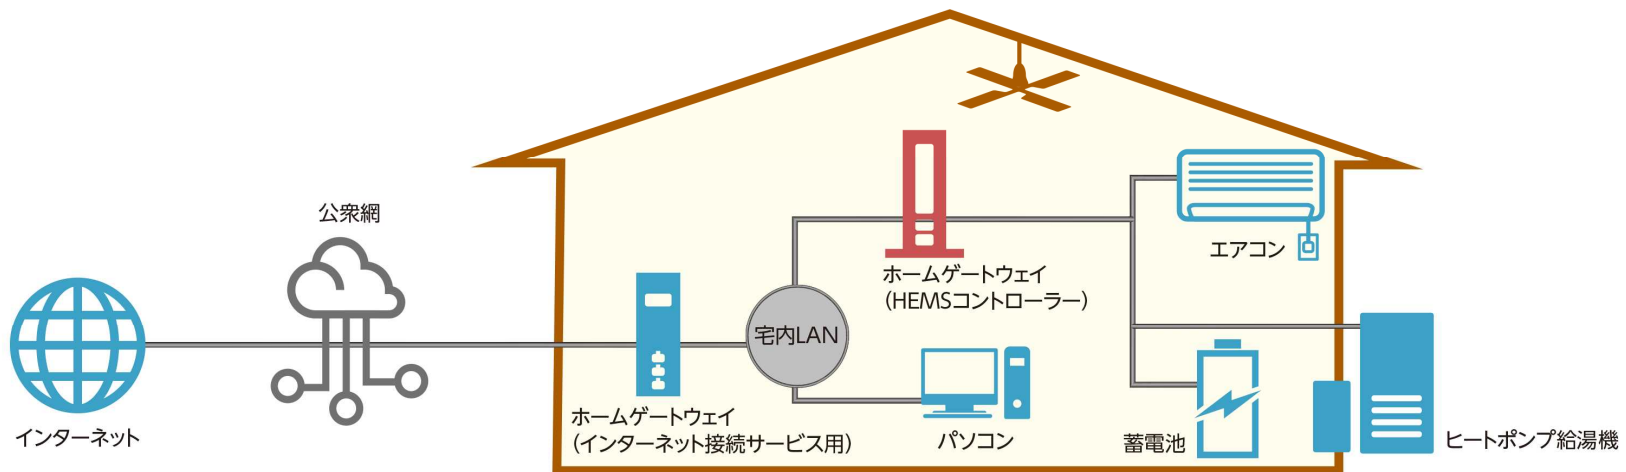 公衆網
インターネット
ホームゲートウェイ
（インターネット接続サービス用）
宅内LAN
ホームゲートウェイ
（HEMSコントローラー）
パソコン
エアコン
蓄電池
ヒートポンプ給湯機